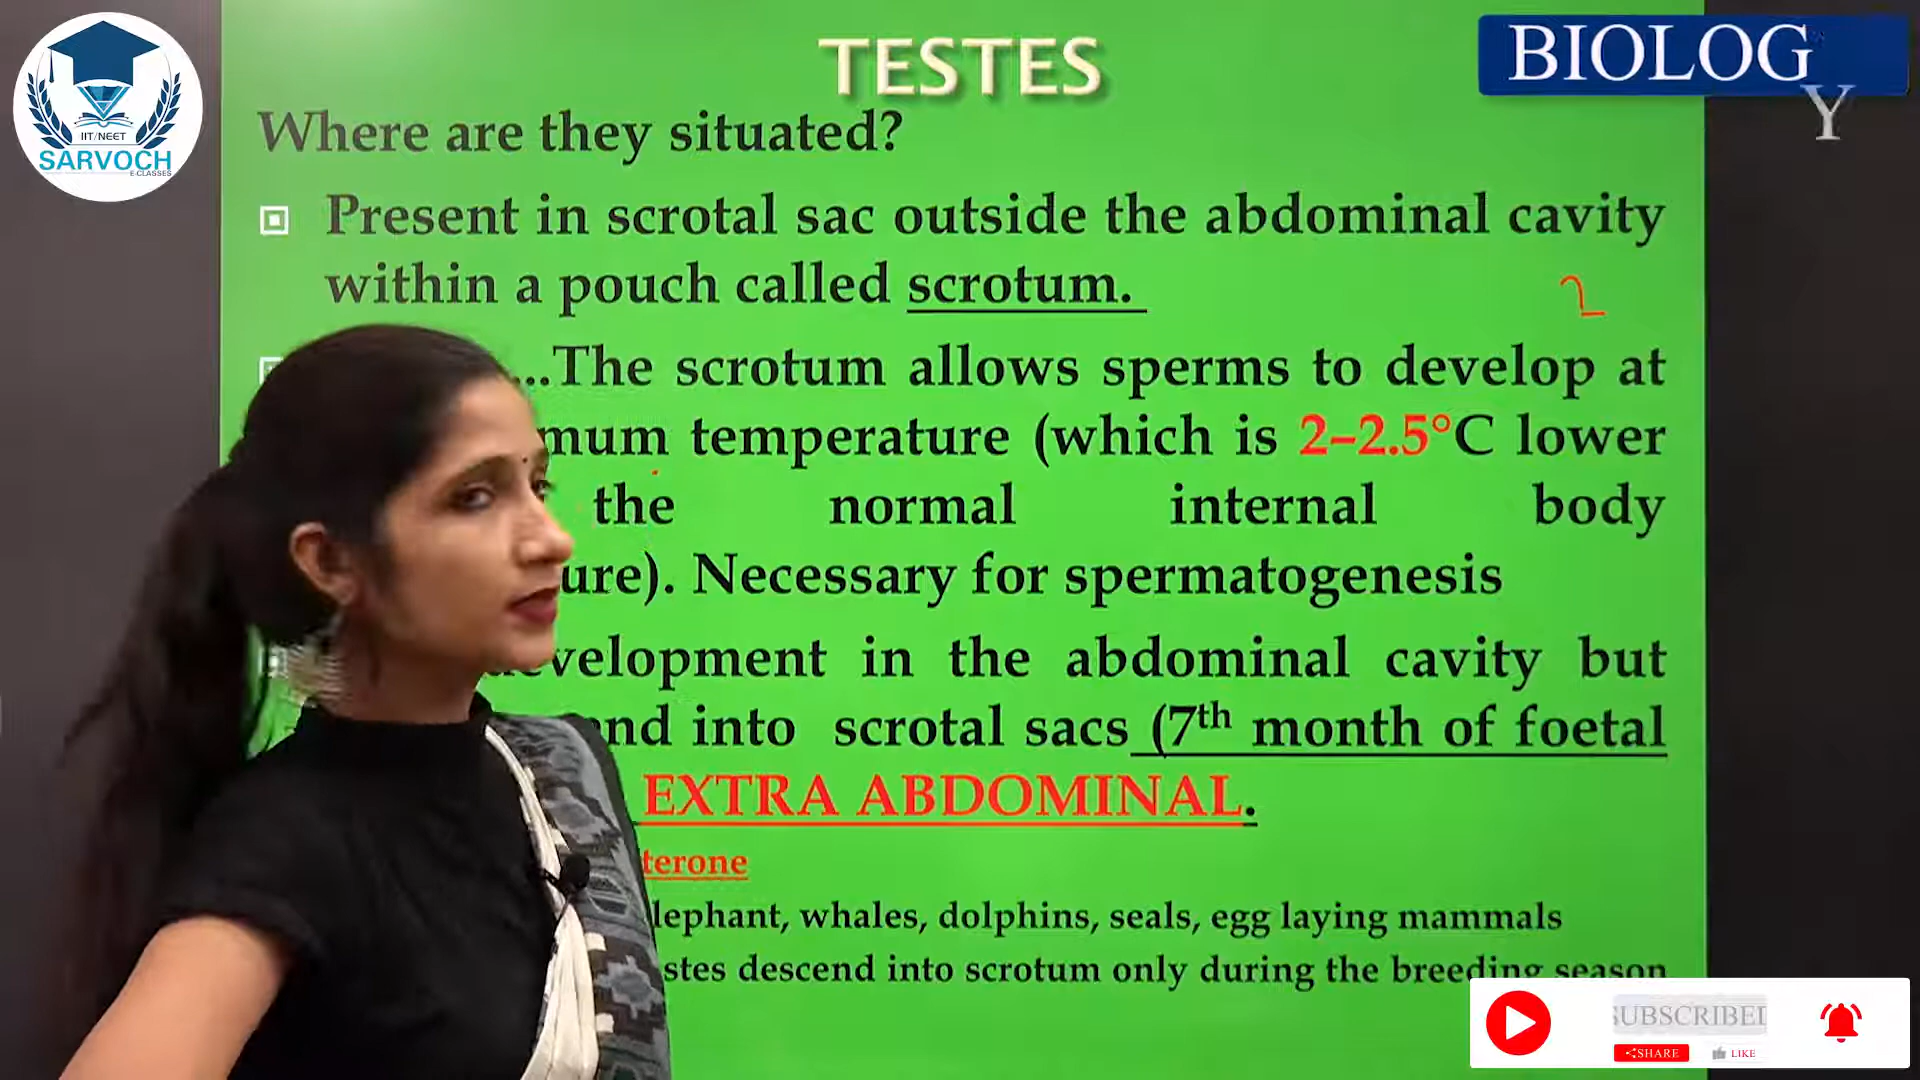 TESTES
BIOLOG
Y
IIT/NEET
SARVOCH
E-CLASSES
Where are they situated?
Present in scrotal sac outside the abdominal cavity
within a pouch called scrotum.
...The scrotum allows sperms to develop at
mum temperature (which is 2–2.5°C lower
the normal internal body
ure). Necessary for spermatogenesis
velopment in the abdominal cavity but
nd into scrotal sacs (7th month of foetal
EXTRA ABDOMINAL.
terone
lephant, whales, dolphins, seals, egg laying mammals
stes descend into scrotum only during the breeding season
SUBSCRIBED
SHARE
LIKE